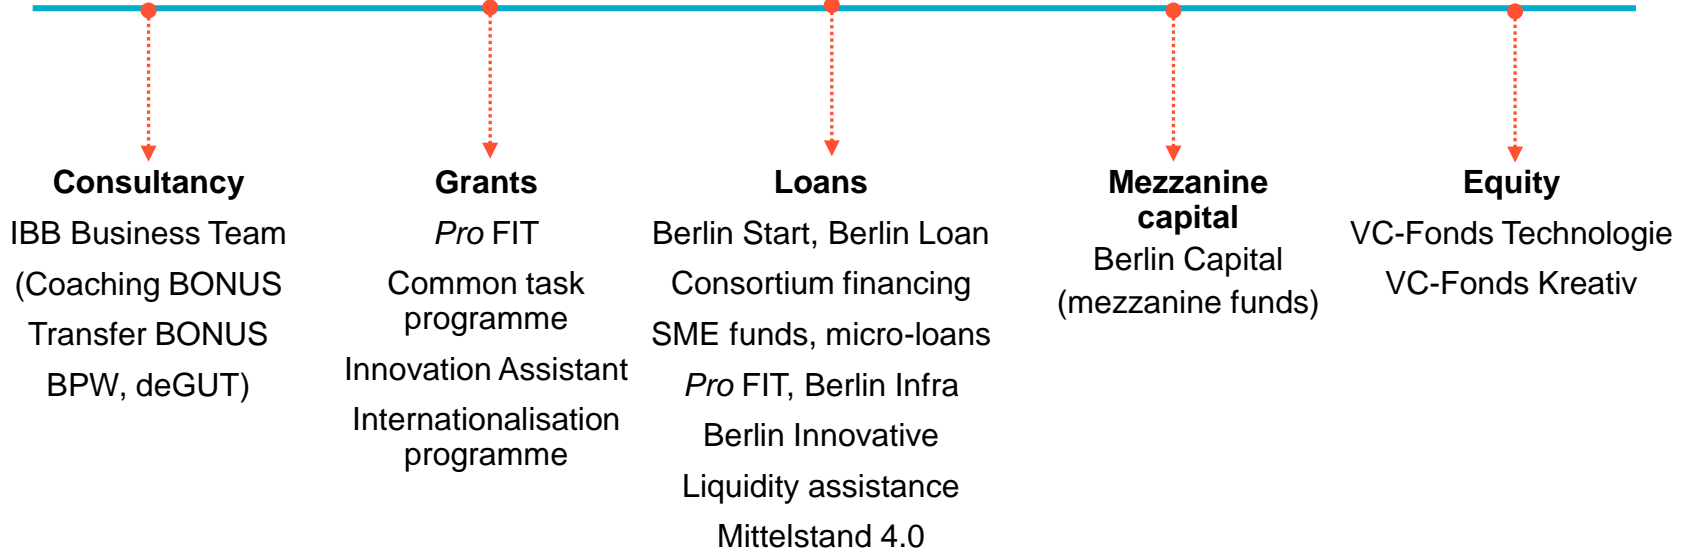 Consultancy
IBB Business Team
(Coaching BONUS
Transfer BONUS
BPW, deGUT)
Grants
Pro FIT
Common task
programme
Innovation Assistant
Internationalisation
programme
Loans
Berlin Start, Berlin Loan
Consortium financing
SME funds, micro-loans
Pro FIT, Berlin Infra
Berlin Innovative
Liquidity assistance
Mittelstand 4.0
Mezzanine
capital
Berlin Capital
(mezzanine funds)
Equity
VC-Fonds Technologie
VC-Fonds Kreativ